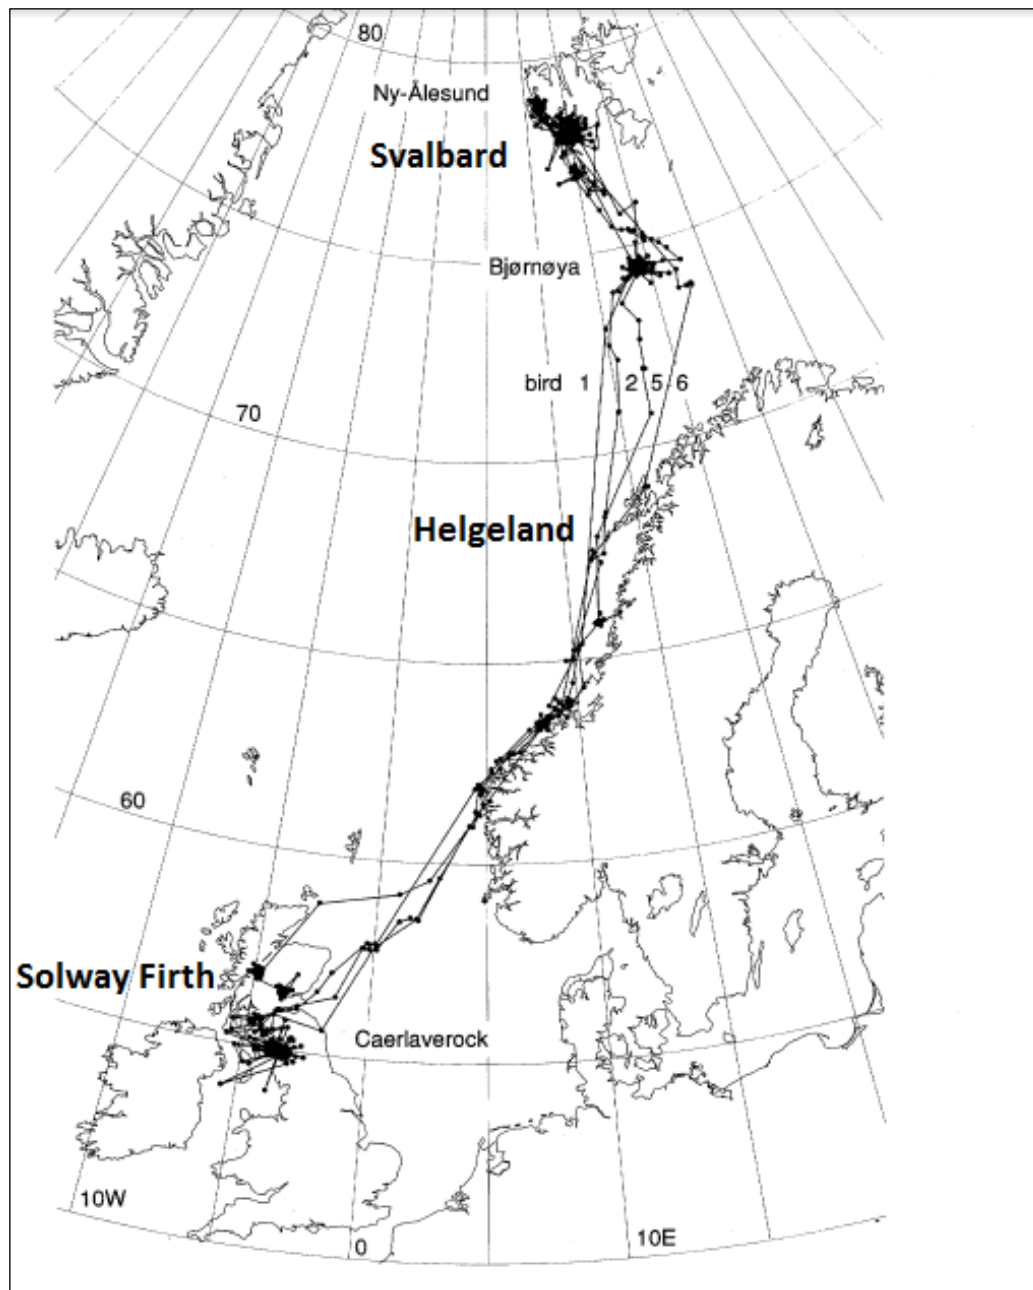 80
Ny-Ålesund
Svalbard
Bjørnøya
bird 1 2 5 6
70
Helgeland
60
Solway Firth
Caerlaverock
10W
0
10E